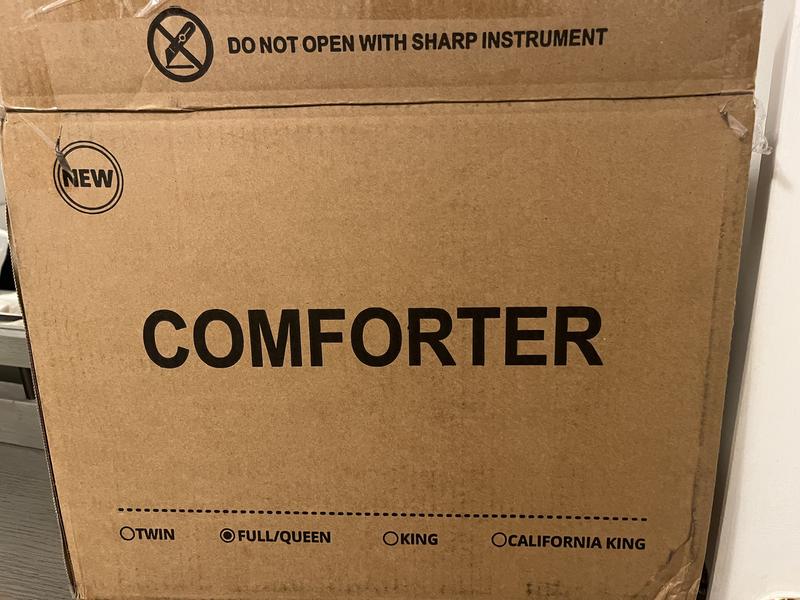 DO NOT OPEN WITH SHARP INSTRUMENT
NEW
COMFORTER
TWIN FULL/QUEEN KING CALIFORNIA KING